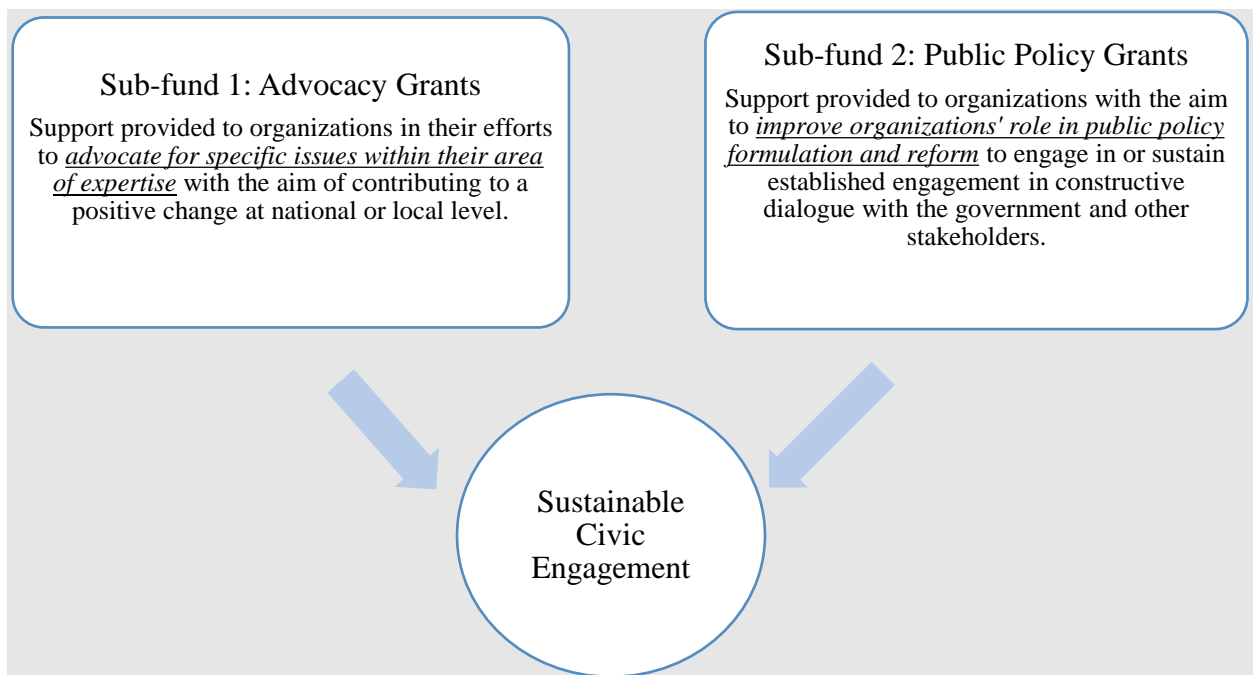 Sub-fund 1: Advocacy Grants
Support provided to organizations in their efforts
to advocate for specific issues within their area
of expertise with the aim of contributing to a
positive change at national or local level.
Sub-fund 2: Public Policy Grants
Support provided to organizations with the aim
to improve organizations' role in public policy
formulation and reform to engage in or sustain
established engagement in constructive
dialogue with the government and other
stakeholders.
Sustainable
Civic
Engagement